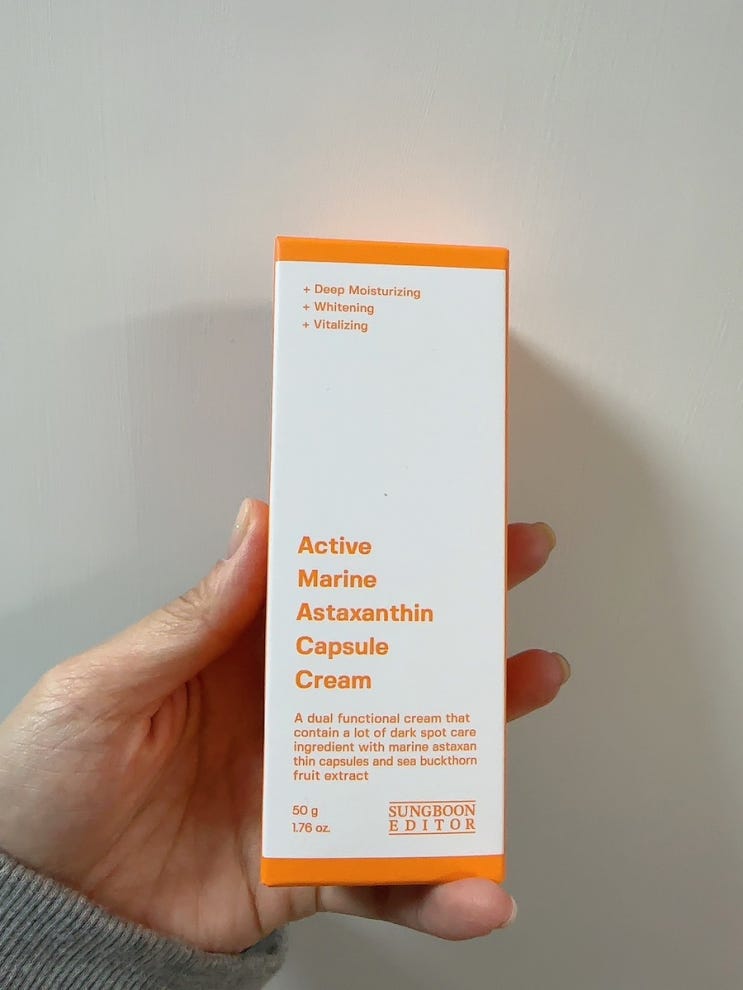 + Deep Moisturizing
+ Whitening
+ Vitalizing
Active
Marine
Astaxanthin
Capsule
Cream
A dual functional cream that
contain a lot of dark spot care
ingredient with marine astaxan
thin capsules and sea buckthorn
fruit extract
50 g
1.76 oz.
SUNGBOON
EDITOR